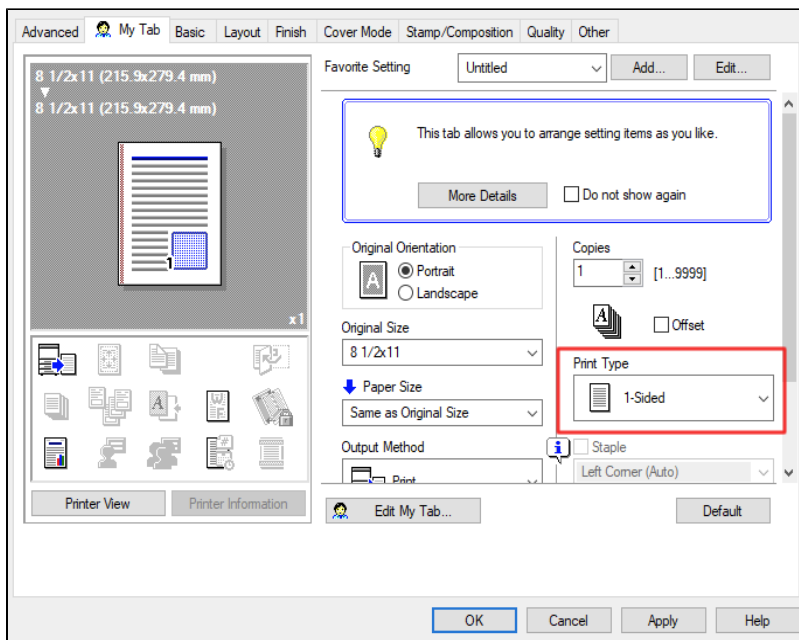 Advanced My Tab Basic Layout Finish Cover Mode Stamp/Composition Quality Other
8 1/2x11 (215.9x279.4 mm)
8 1/2x11 (215.9x279.4 mm)
1
x1
Printer View Printer Information
Favorite Setting Untitled Add... Edit...
This tab allows you to arrange setting items as you like.
More Details Do not show again
Original Orientation
A Portrait
Landscape
Original Size
8 1/2x11
Paper Size
Same as Original Size
Output Method
Print
Copies
1 [1...9999]
A Offset
Print Type
1-Sided
i Staple
Left Corner (Auto)
Edit My Tab... Default
OK Cancel Apply Help